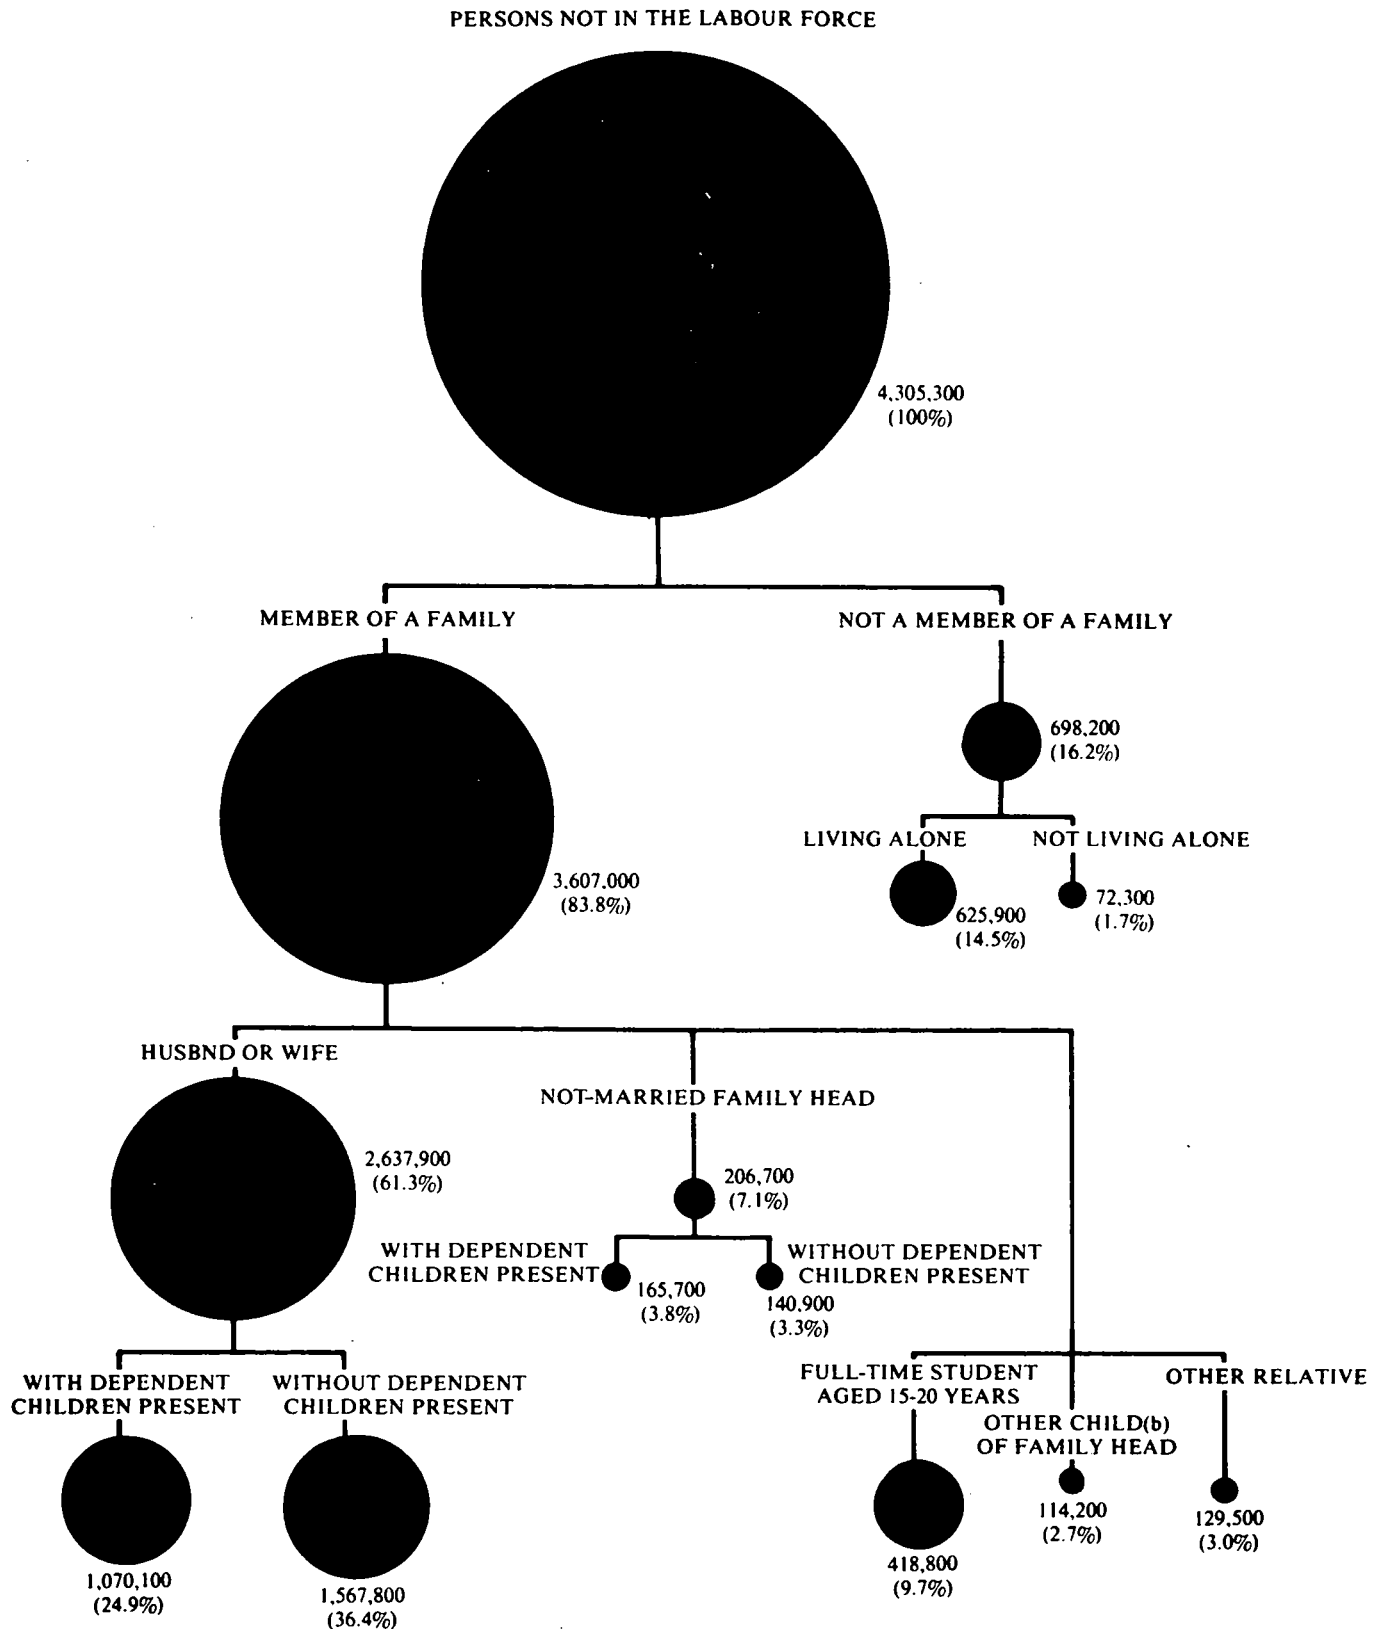 PERSONS NOT IN THE LABOUR FORCE
4,305,300
(100%)
MEMBER OF A FAMILY
NOT A MEMBER OF A FAMILY
698,200
(16.2%)
LIVING ALONE
NOT LIVING ALONE
3,607,000
(83.8%)
625,900
(14.5%)
72,300
(1.7%)
HUSBND OR WIFE
NOT-MARRIED FAMILY HEAD
2,637,900
(61.3%)
206,700
(7.1%)
WITH DEPENDENT
CHILDREN PRESENT
165,700
(3.8%)
WITHOUT DEPENDENT
CHILDREN PRESENT
140,900
(3.3%)
WITH DEPENDENT
CHILDREN PRESENT
WITHOUT DEPENDENT
CHILDREN PRESENT
FULL-TIME STUDENT
AGED 15-20 YEARS
OTHER CHILD(b)
OF FAMILY HEAD
OTHER RELATIVE
1,070,100
(24.9%)
1,567,800
(36.4%)
418,800
(9.7%)
114,200
(2.7%)
129,500
(3.0%)